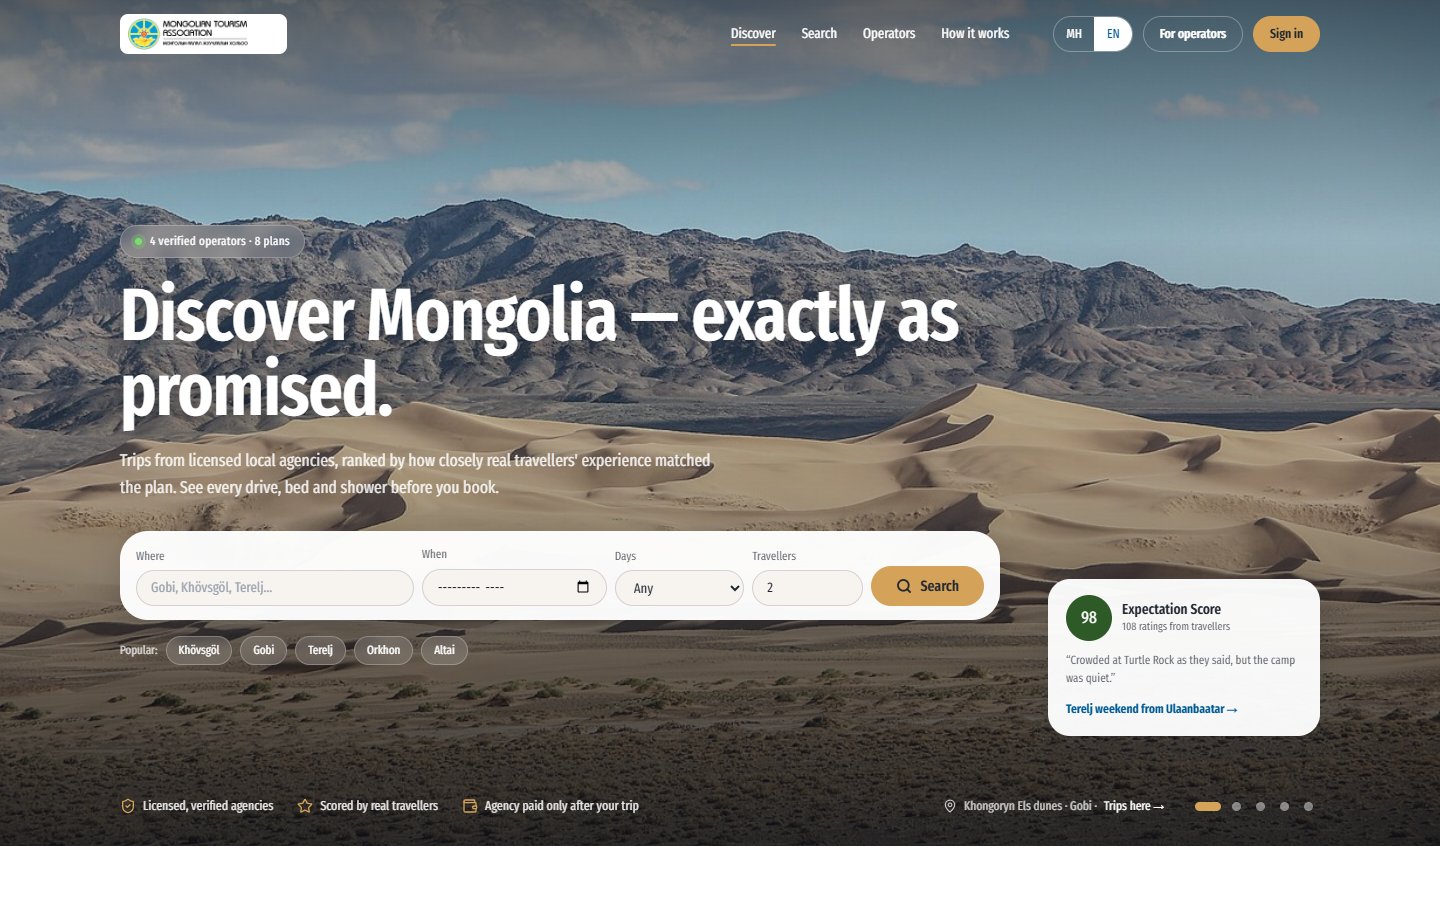 MONGOLIAN TOURISM
ASSOCIATION
Discover
Search
Operators
How it works
МН
EN
For operators
Sign in
4 verified operators · 8 plans
Discover Mongolia — exactly as
promised.
Trips from licensed local agencies, ranked by how closely real travellers' experience matched
the plan. See every drive, bed and shower before you book.
Where
When
Days
Travellers
Gobi, Khövsgöl, Terelj...
--------- ----
Any
2
Search
Popular:
Khövsgöl
Gobi
Terelj
Orkhon
Altai
98
Expectation Score
108 ratings from travellers
“Crowded at Turtle Rock as they said, but the camp
was quiet.”
Terelj weekend from Ulaanbaatar →
Licensed, verified agencies
Scored by real travellers
Agency paid only after your trip
Khongoryn Els dunes · Gobi · Trips here →